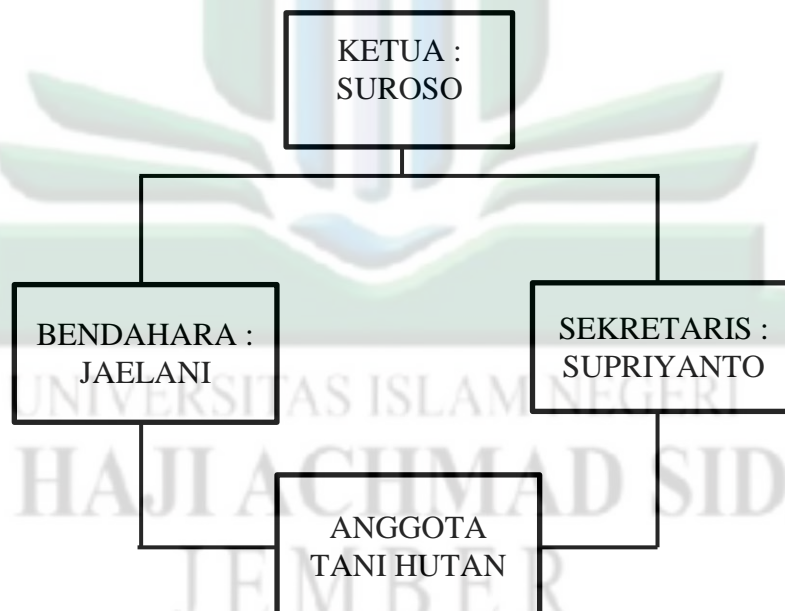 KETUA :
SUROSO
BENDAHARA :
JAELANI
SEKRETARIS :
SUPRIYANTO
UNIVERSITAS ISLAM NEGERI
HAJI ACHMAD SID
ANGGOTA
TANI HUTAN
JEMBER